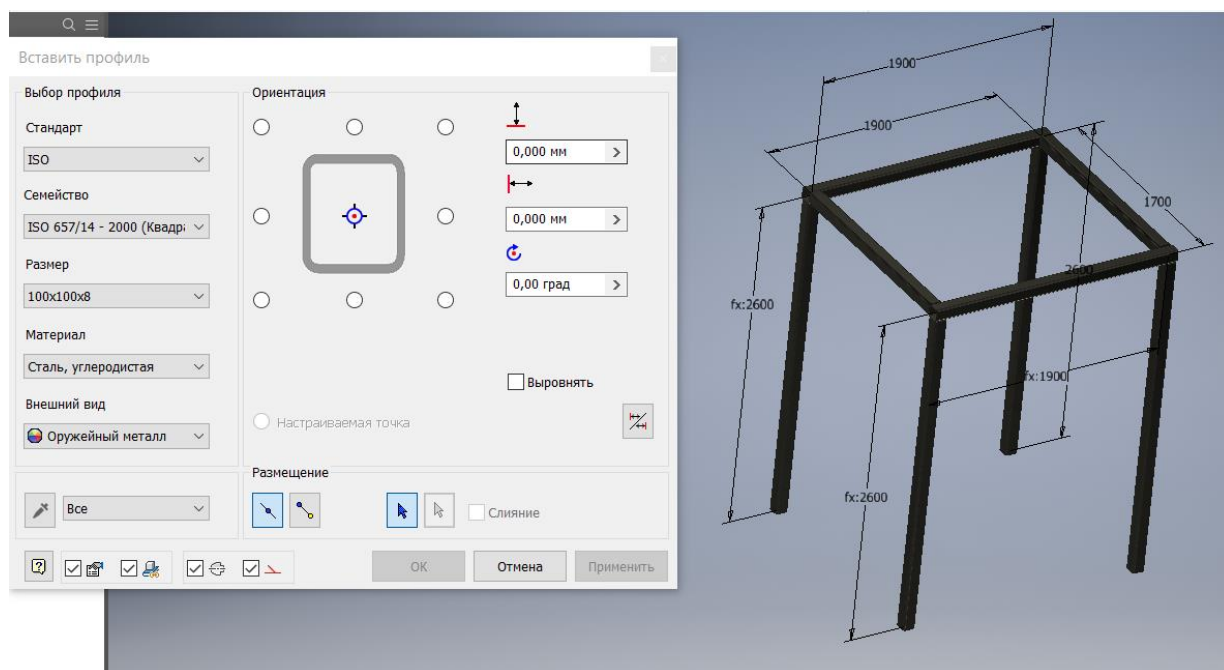 Вставить профиль
Выбор профиля
Стандарт
ISO
Семейство
ISO 657/14 - 2000 (Квадра
Размер
100x100x8
Материал
Сталь, углеродистая
Внешний вид
Оружейный металл
Все
Ориентация
0,000 мм
0,000 мм
0,00 град
Выровнять
Настраиваемая точка
Размещение
Слияние
ОК
Отмена
Применить
1900
1900
1700
2600
fx:2600
fx:1900
fx:2600